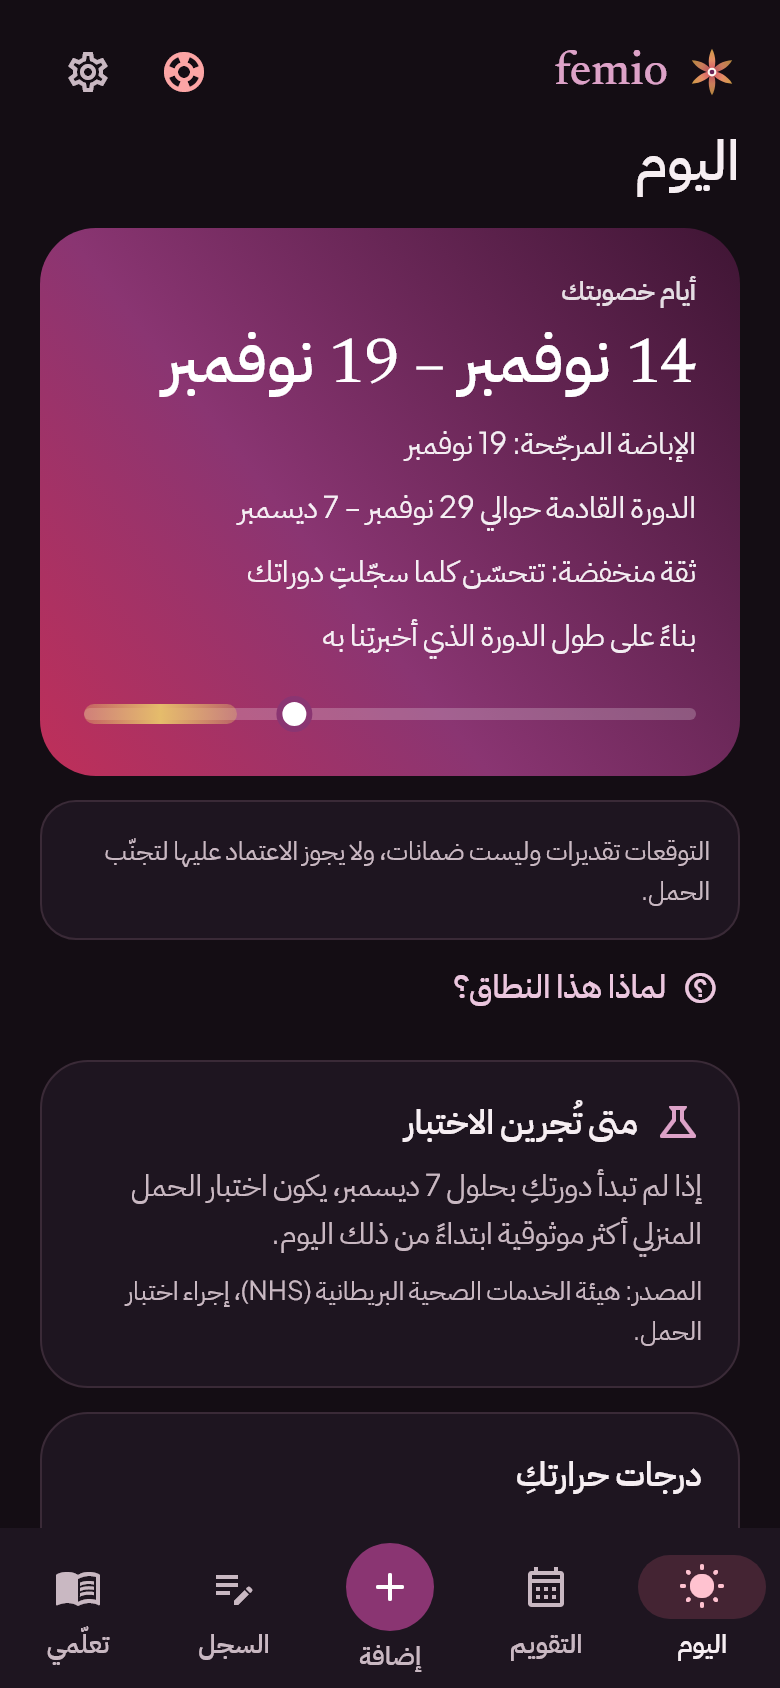 femio
اليوم
أيام خصوبتك
14 نوفمبر – 19 نوفمبر
الإباضة المرجّحة: 19 نوفمبر
الدورة القادمة حوالي 29 نوفمبر – 7 ديسمبر
ثقة منخفضة: تتحسّن كلما سجّلتِ دوراتك
بناءً على طول الدورة الذي أخبرتِنا به
التوقعات تقديرات وليست ضمانات، ولا يجوز الاعتماد عليها لتجنّب
الحمل.
لماذا هذا النطاق؟
متى تُجرين الاختبار
إذا لم تبدأ دورتكِ بحلول 7 ديسمبر، يكون اختبار الحمل
المنزلي أكثر موثوقية ابتداءً من ذلك اليوم.
المصدر: هيئة الخدمات الصحية البريطانية (NHS)، إجراء اختبار
الحمل.
درجات حرارتكِ
اليوم
التقويم
إضافة
السجل
تعلّمي